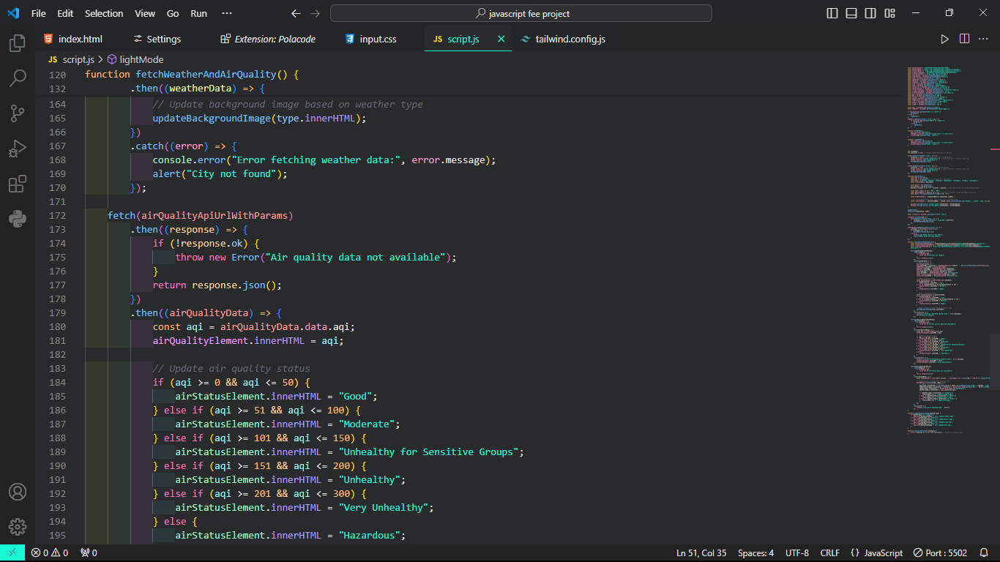 File Edit Selection View Go Run ··· javascript fee project
index.html Settings Extension: Polacode input.css JS script.js tailwind.config.js
JS script.js > lightMode
120 function fetchWeatherAndAirQuality() {
132 .then((weatherData) => {
164 // Update background image based on weather type
165 updateBackgroundImage(type.innerHTML);
166 })
167 .catch((error) => {
168 console.error("Error fetching weather data:", error.message);
169 alert("City not found");
170 });
171
172 fetch(airQualityApiUrlWithParams)
173 .then((response) => {
174 if (!response.ok) {
175 throw new Error("Air quality data not available");
176 }
177 return response.json();
178 })
179 .then((airQualityData) => {
180 const aqi = airQualityData.data.aqi;
181 airQualityElement.innerHTML = aqi;
182
183 // Update air quality status
184 if (aqi >= 0 && aqi <= 50) {
185 airStatusElement.innerHTML = "Good";
186 } else if (aqi >= 51 && aqi <= 100) {
187 airStatusElement.innerHTML = "Moderate";
188 } else if (aqi >= 101 && aqi <= 150) {
189 airStatusElement.innerHTML = "Unhealthy for Sensitive Groups";
190 } else if (aqi >= 151 && aqi <= 200) {
191 airStatusElement.innerHTML = "Unhealthy";
192 } else if (aqi >= 201 && aqi <= 300) {
193 airStatusElement.innerHTML = "Very Unhealthy";
194 } else {
195 airStatusElement.innerHTML = "Hazardous";
0 0 0 Ln 51, Col 35 Spaces: 4 UTF-8 CRLF {} JavaScript Port : 5502